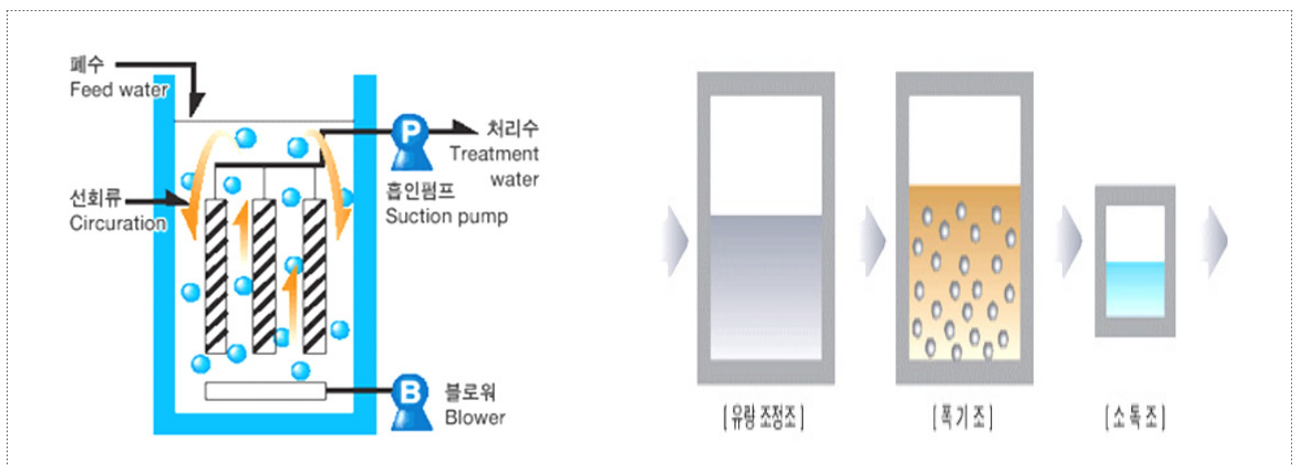 폐수
Feed water
P
처리수
Treatment
water
흡인펌프
Suction pump
선회류
Circuration
B
블로워
Blower
[ 유량 조정조 ]
[ 폭 기 조 ]
[ 소 독 조 ]